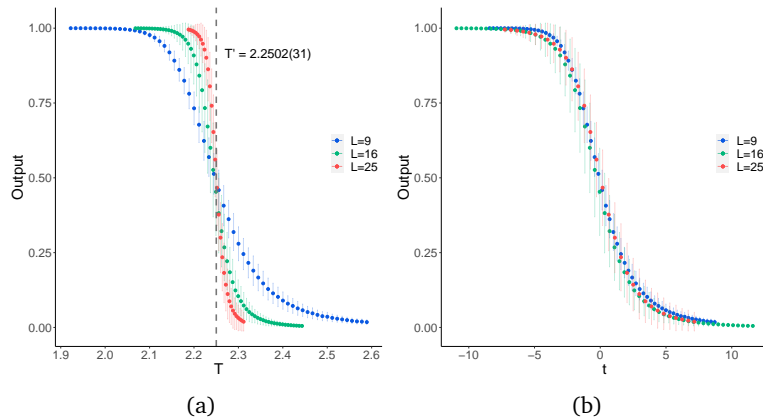 1.00
0.75
0.50
0.25
0.00
Output
T' = 2.2502(31)
L=9
L=16
L=25
1.9 2.0 2.1 2.2 2.3 2.4 2.5 2.6
T
(a)
1.00
0.75
0.50
0.25
0.00
Output
L=9
L=16
L=25
−10 −5 0 5 10
t
(b)